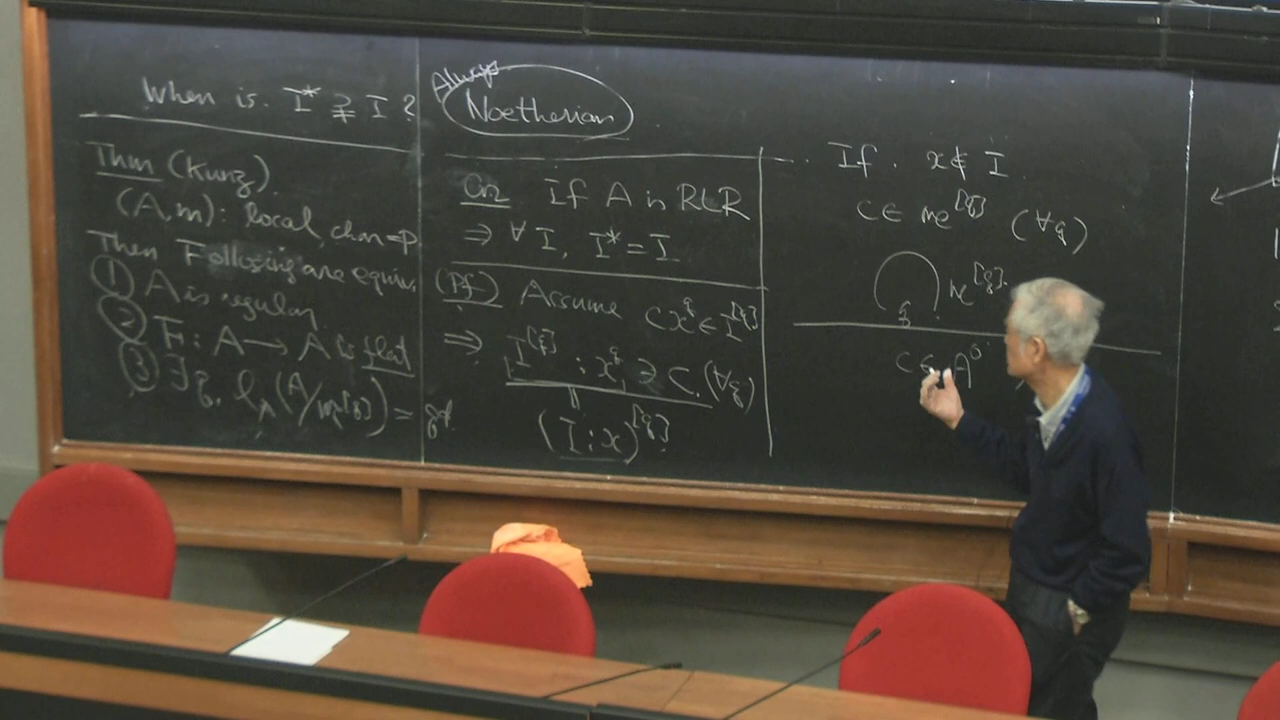 When is I* ⊋ I ?
Thm (Kunz)
(A, m) : local, char = p
Then Following are equiv.
① A is regular
② F : A → A is flat
③ ∃ q, l_A(A/m^[q]) = q^d
Always
Noetherian
Cor If A is RLR
⇒ ∀ I, I* = I
(Pf) Assume cx^q ∈ I^[q]
⇒ I^[q] : x^q ∋ c (∀q)
||
(I : x)^[q]
If x ∉ I
c ∈ m^[q] (∀q)
∩ m^[q]
q
c ∈ A°